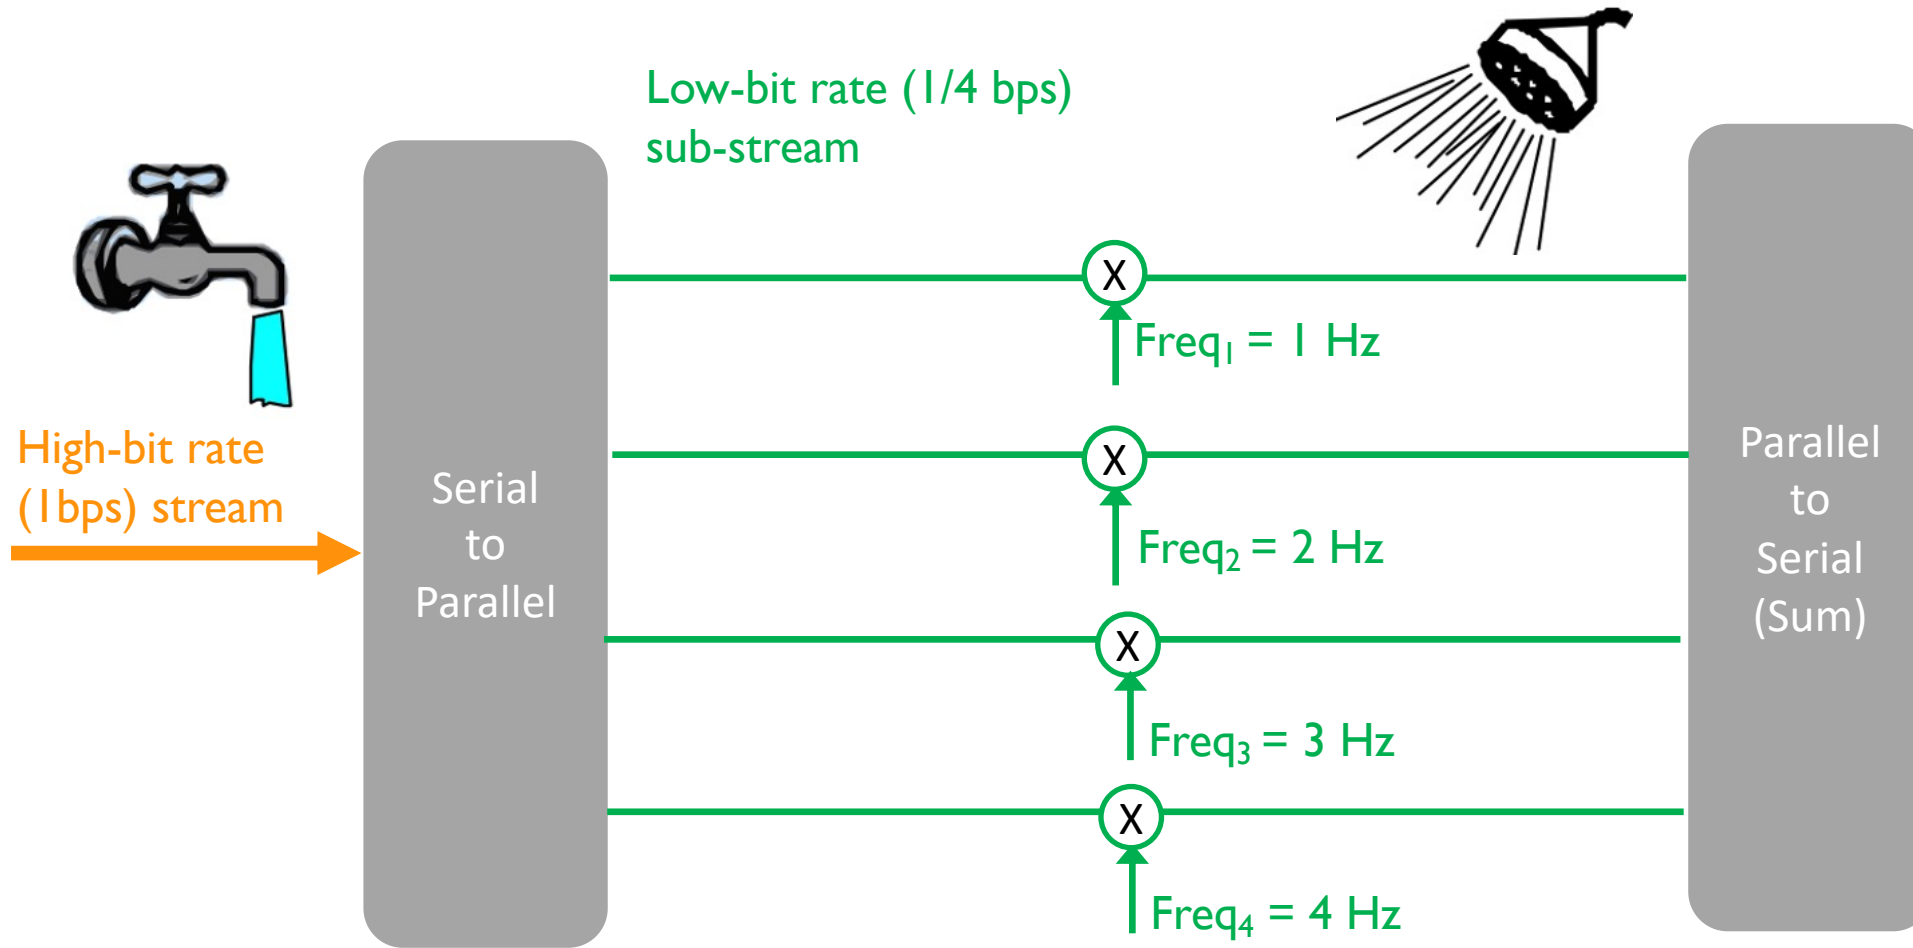 Low-bit rate (1/4 bps)
sub-stream
High-bit rate
(1bps) stream
Serial
to
Parallel
X
Freq₁ = 1 Hz
X
Freq₂ = 2 Hz
X
Freq₃ = 3 Hz
X
Freq₄ = 4 Hz
Parallel
to
Serial
(Sum)